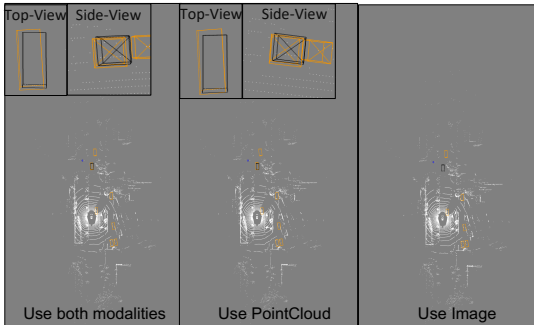 Top-View Side-View
Top-View Side-View
Use both modalities
Use PointCloud
Use Image